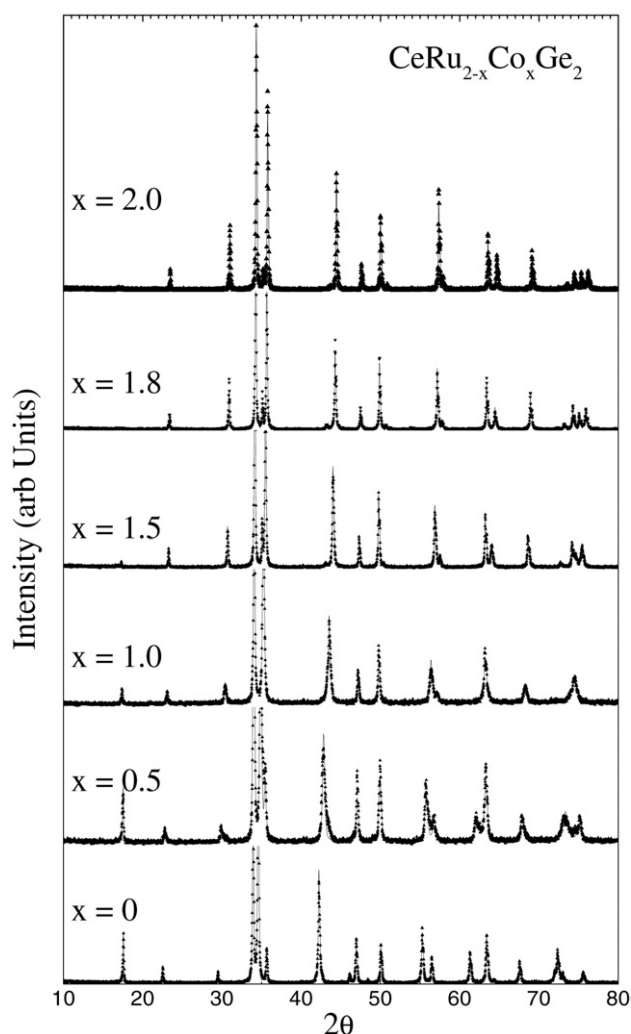 CeRu₂₋ₓCoₓGe₂
x = 2.0
x = 1.8
x = 1.5
x = 1.0
x = 0.5
x = 0
Intensity (arb Units)
10 20 30 40 50 60 70 80
2θ